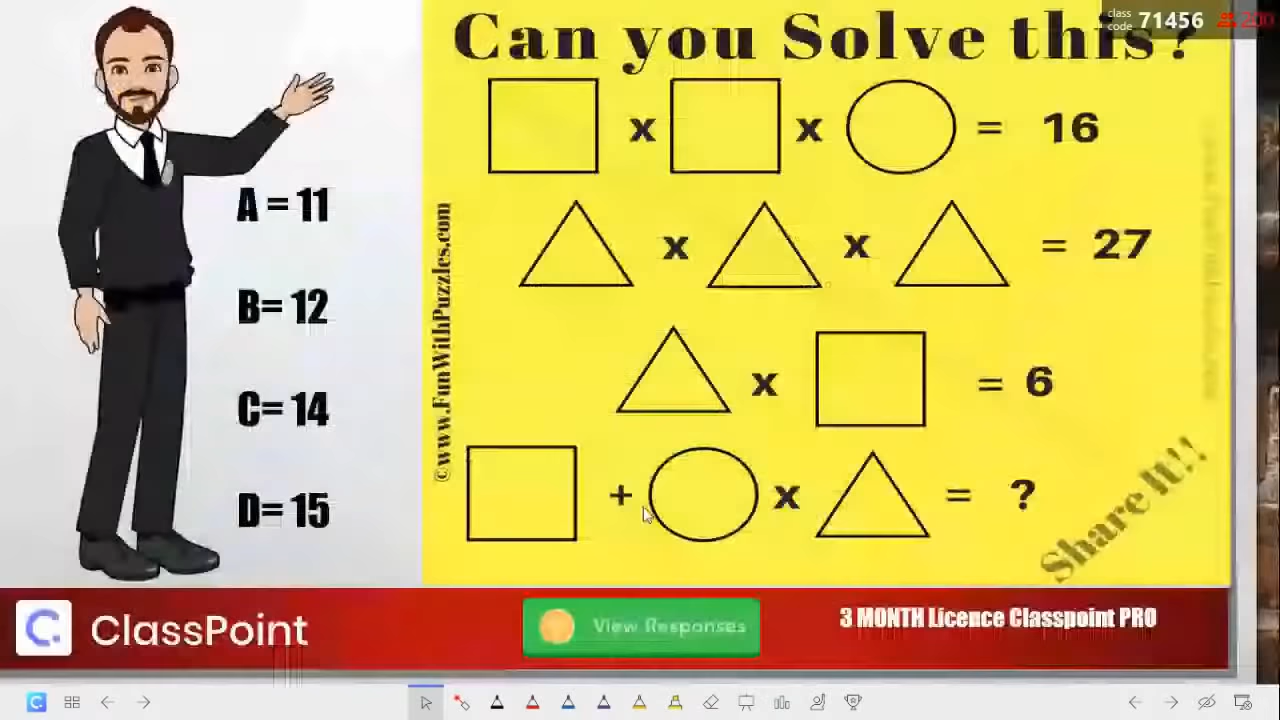 Can you Solve this?
class code 71456 200
x x = 16
A = 11
x x = 27
B= 12
©www.FunWithPuzzles.com
x = 6
C= 14
+ x = ?
D= 15
Share It!!
ClassPoint
View Responses
3 MONTH Licence Classpoint PRO